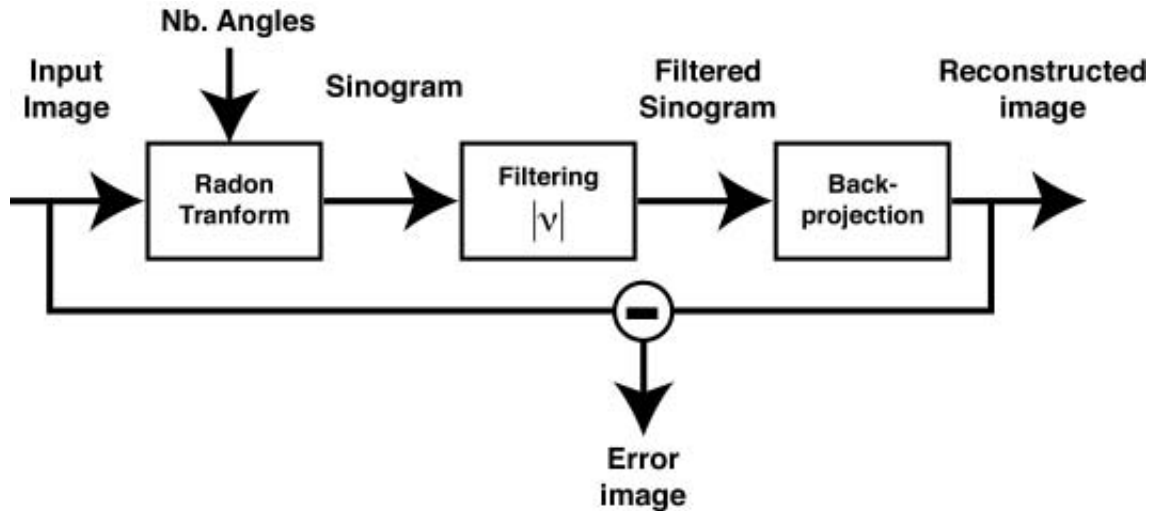 Nb. Angles
Input
Image
Sinogram
Filtered
Sinogram
Reconstructed
image
Radon
Tranform
Filtering
|ν|
Back-
projection
Error
image